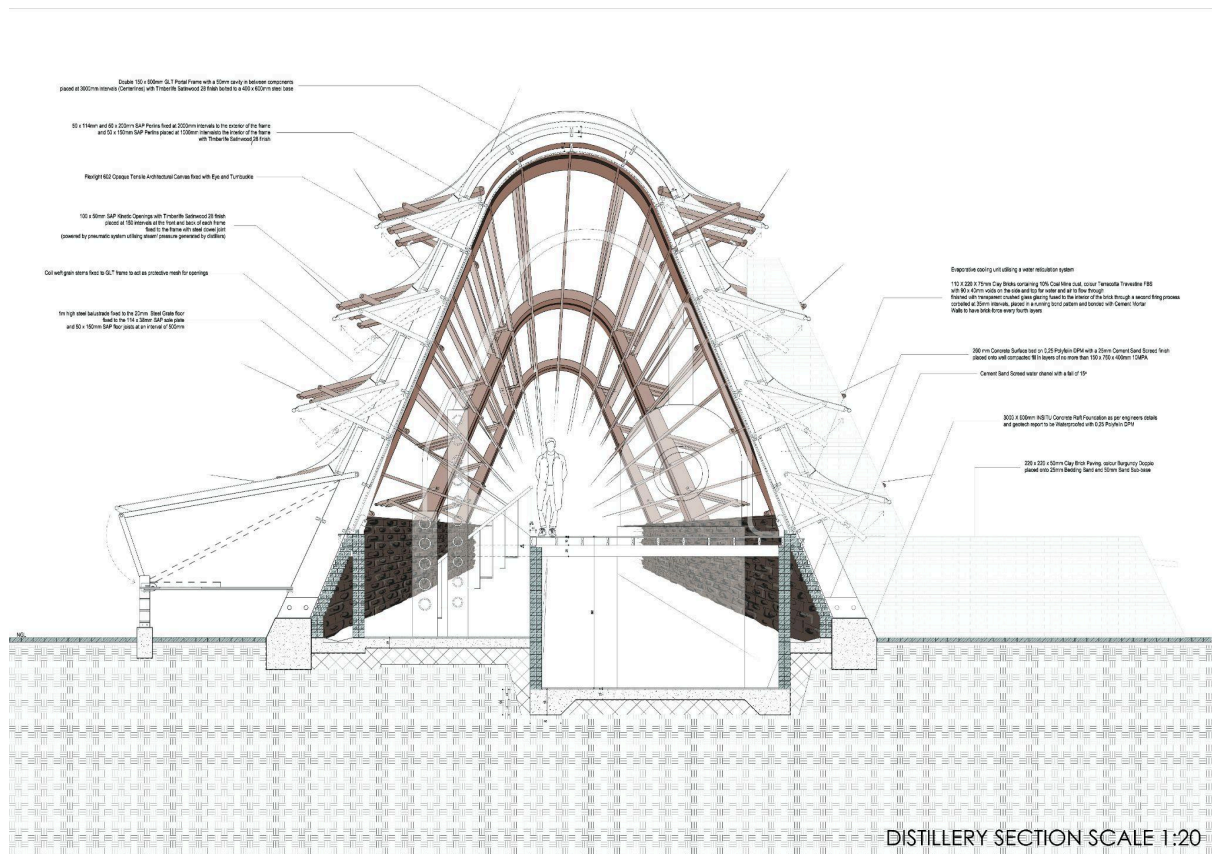 Double 150 x 600mm GLT Portal Frame with a 50mm cavity in between components
placed at 3000mm intervals (Centerlines) with Timberlife Satinwood 28 finish bolted to a 400 x 600mm steel base
50 x 114mm and 60 x 200mm SAP Perlins fixed at 2000mm intervals to the exterior of the frame
and 50 x 150mm SAP Perlins placed at 1000mm intervals to the interior of the frame
with Timberlife Satinwood 28 finish
Flexlight 602 Opaque Tensile Architectural Canvas fixed with Eye and Turnbuckle
100 x 50mm SAP Kinetic Openings with Timberlife Satinwood 28 finish
placed at 150 intervals at the front and back of each frame
fixed to the frame with steel dowel joint
(powered by pneumatic system utilising steam/ pressure generated by distillers)
Coil weft grain stems fixed to GLT frame to act as protective mesh for openings
1m high steel balustrade fixed to the 20mm Steel Grate floor
fixed to the 114 x 38mm SAP sole plate
and 50 x 150mm SAP floor joists at an interval of 500mm
Evaporative cooling unit utilising a water reticulation system
110 X 220 X 75mm Clay Bricks containing 10% Coal Mine dust, colour Terracotta Travestine FBS
with 90 x 40mm voids on the side and top for water and air to flow through
finished with transparent crushed glass glazing fused to the interior of the brick through a second firing process
corbelled at 35mm intervals, placed in a running bond pattern and bonded with Cement Mortar
Walls to have brick-force every fourth layers
200 mm Concrete Surface bed on 0.25 Polyfelin DPM with a 25mm Cement Sand Screed finish
placed onto well compacted fill in layers of no more than 150 x 750 x 400mm 10MPA
Cement Sand Screed water chanel with a fall of 15°
3000 X 600mm INSITU Concrete Raft Foundation as per engineers details
and geotech report to be Waterproofed with 0.25 Polyfelin DPM
220 x 220 x 50mm Clay Brick Paving, colour Burgundy Doppio
placed onto 25mm Bedding Sand and 50mm Sand Sub-base
NGL
DISTILLERY SECTION SCALE 1:20